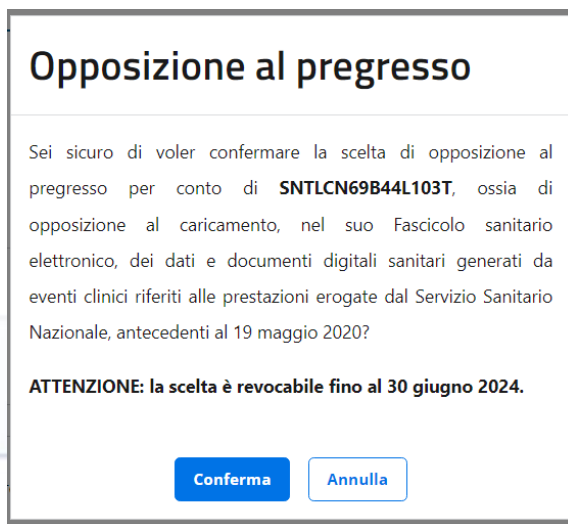 Opposizione al pregresso
Sei sicuro di voler confermare la scelta di opposizione al
pregresso per conto di SNTLCN69B44L103T, ossia di
opposizione al caricamento, nel suo Fascicolo sanitario
elettronico, dei dati e documenti digitali sanitari generati da
eventi clinici riferiti alle prestazioni erogate dal Servizio Sanitario
Nazionale, antecedenti al 19 maggio 2020?
ATTENZIONE: la scelta è revocabile fino al 30 giugno 2024.
Conferma
Annulla